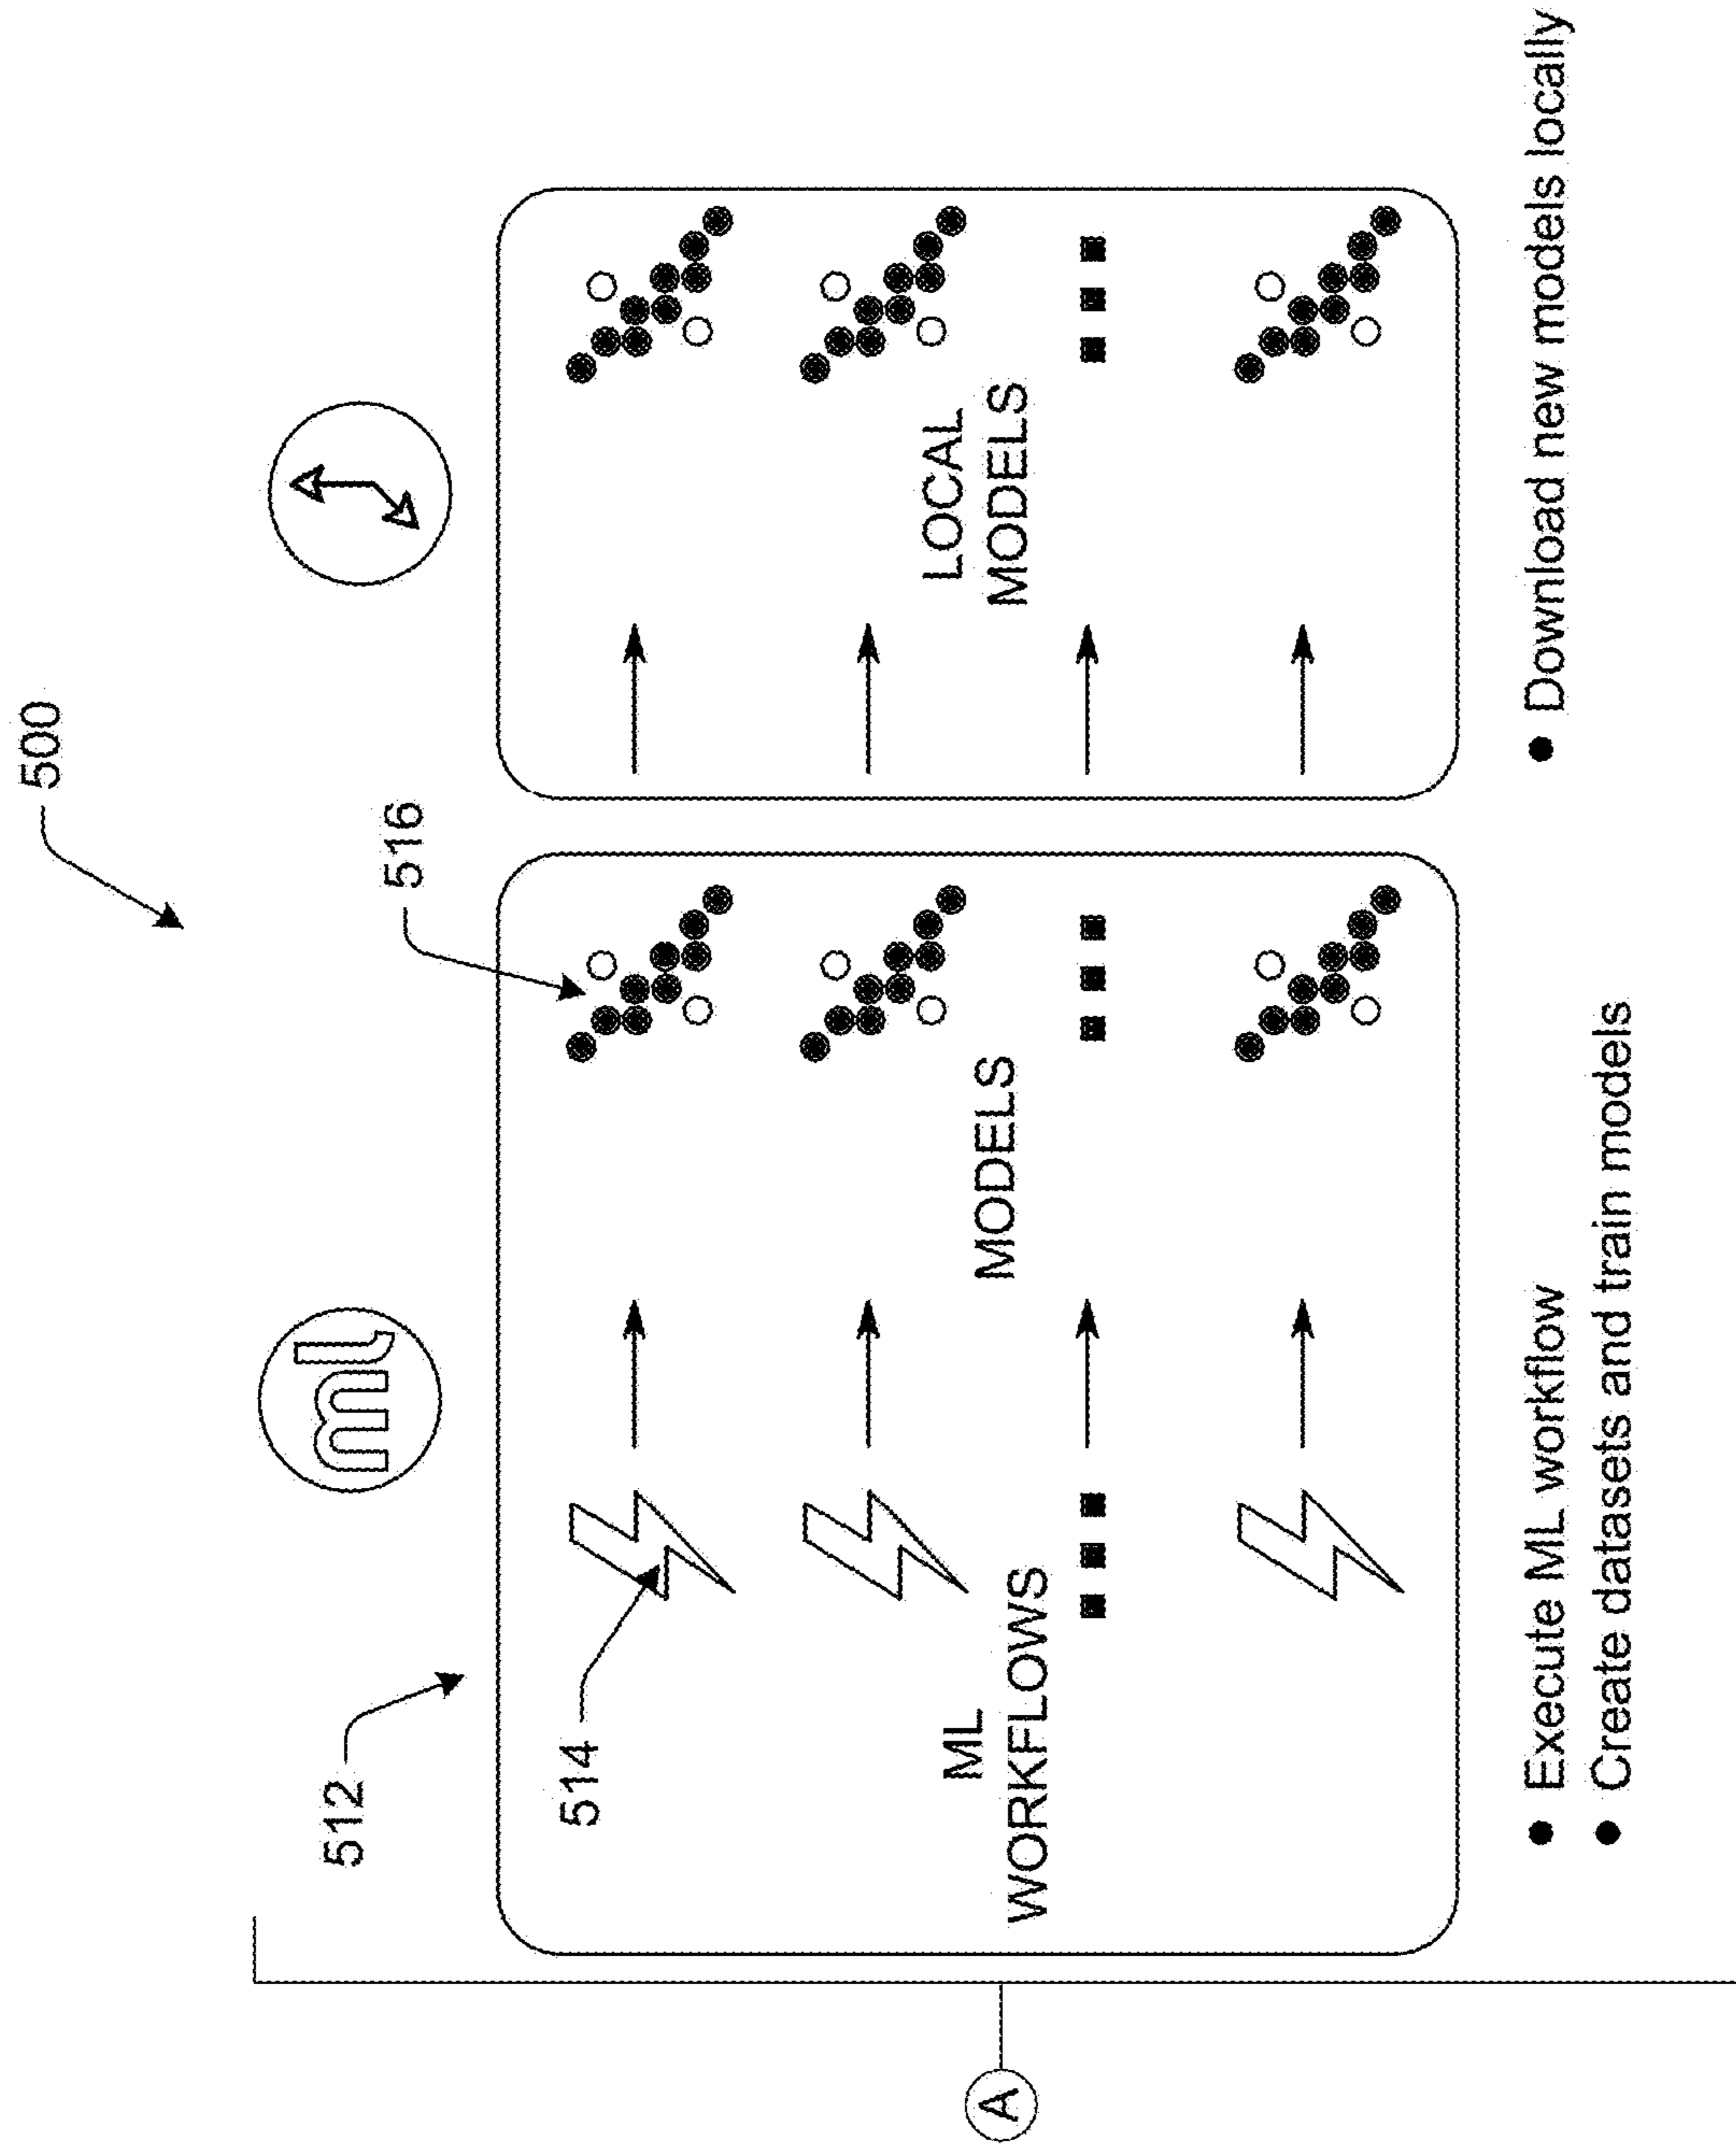 500
512
ml
516
514
ML
WORKFLOWS
MODELS
LOCAL
MODELS
A
● Execute ML workflow
● Create datasets and train models
● Download new models locally